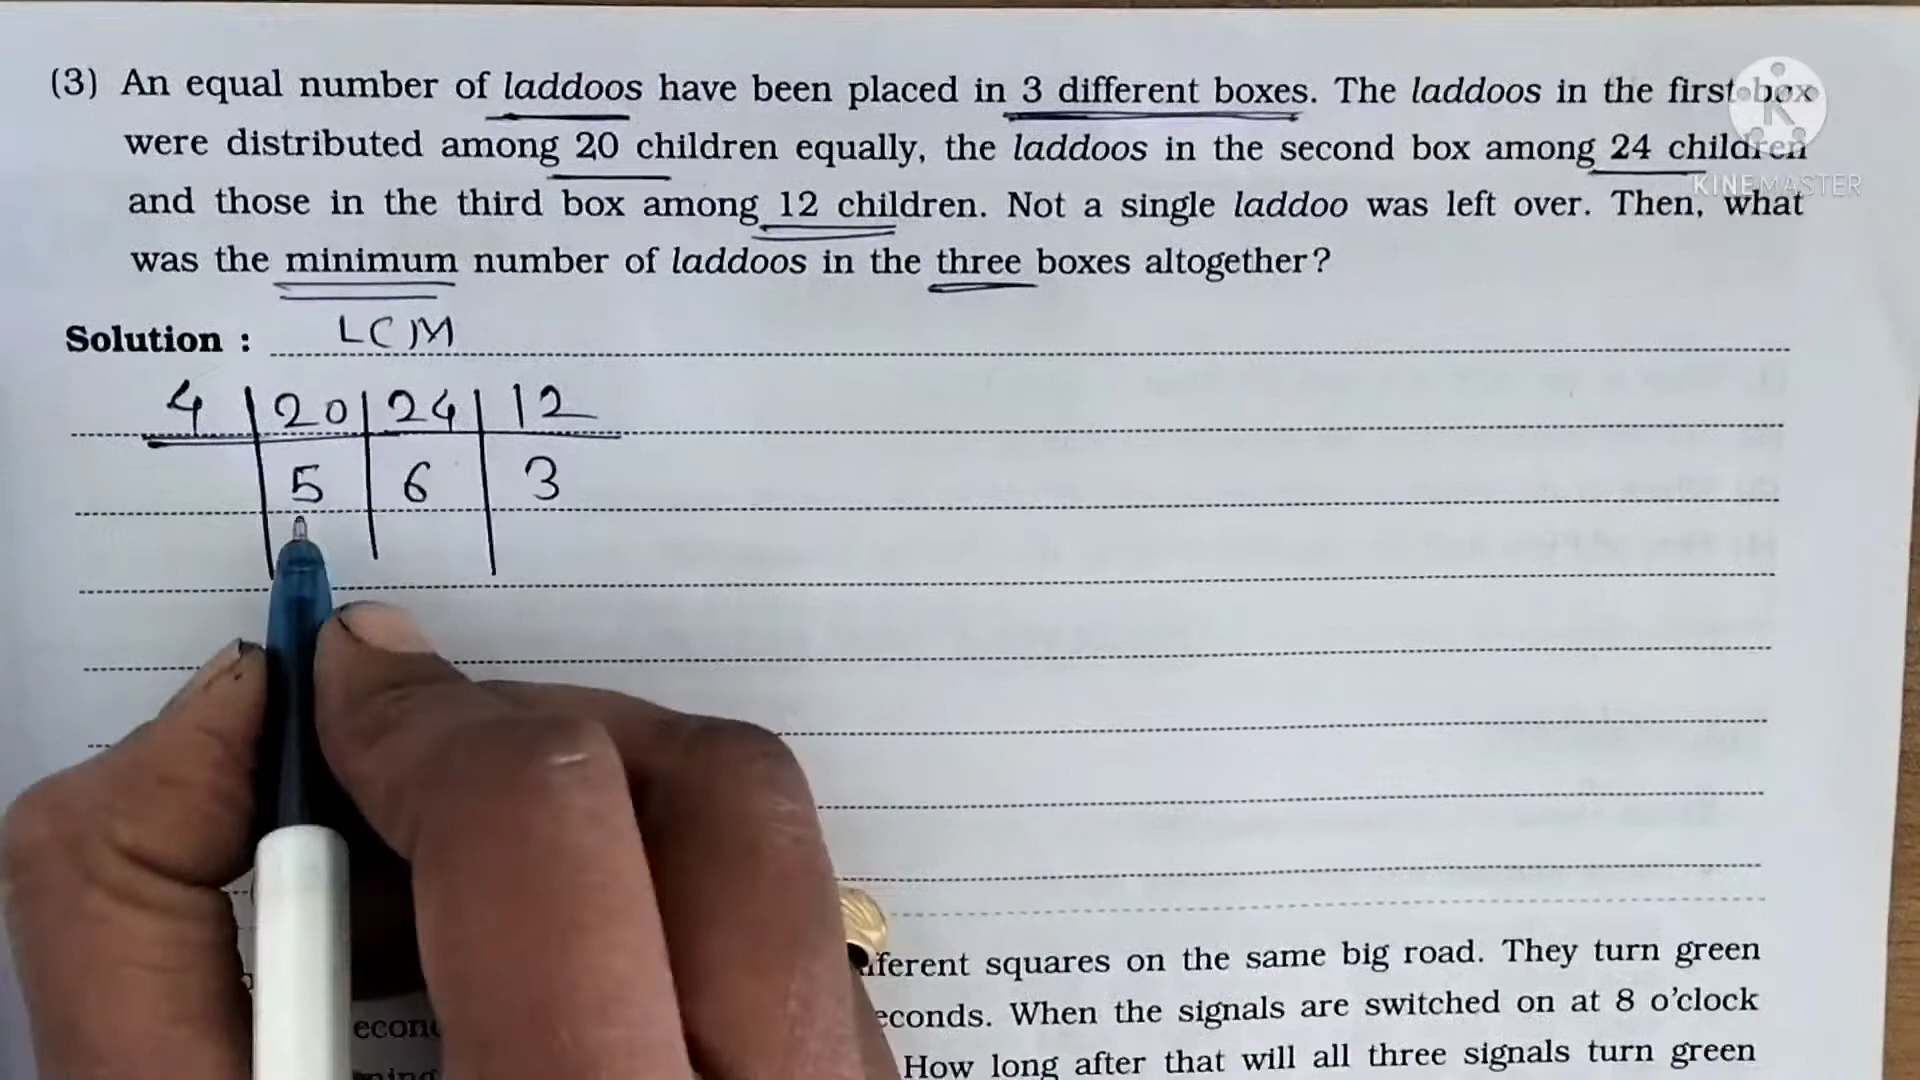 (3) An equal number of laddoos have been placed in 3 different boxes. The laddoos in the first box
were distributed among 20 children equally, the laddoos in the second box among 24 children
KINEMASTER
and those in the third box among 12 children. Not a single laddoo was left over. Then, what
was the minimum number of laddoos in the three boxes altogether?
Solution : LCM
4 20 24 12
5 6 3
squares on the same big road. They turn green
When the signals are switched on at 8 o'clock
How long after that will all three signals turn green